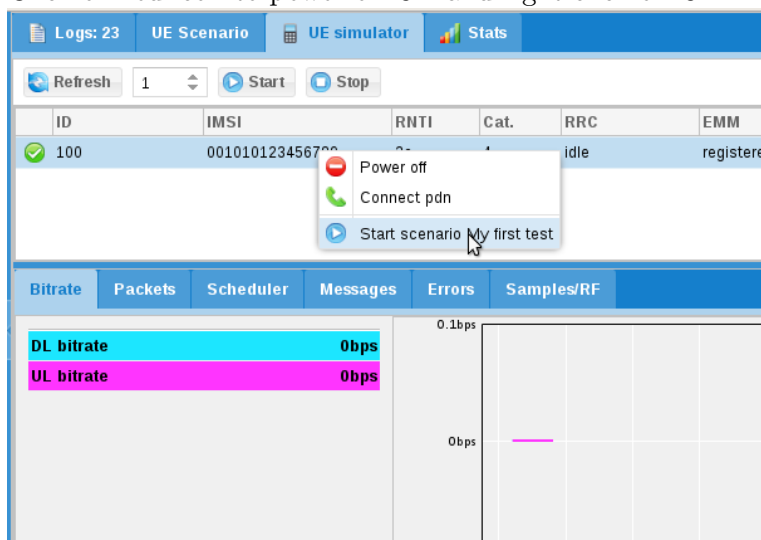 Logs: 23 UE Scenario UE simulator Stats
Refresh 1 Start Stop
ID IMSI RNTI Cat. RRC EMM
100 idle
Power off
Connect pdn
Start scenario My first test
Bitrate Packets Scheduler Messages Errors Samples/RF
0.1bps
DL bitrate 0bps
UL bitrate 0bps
0bps